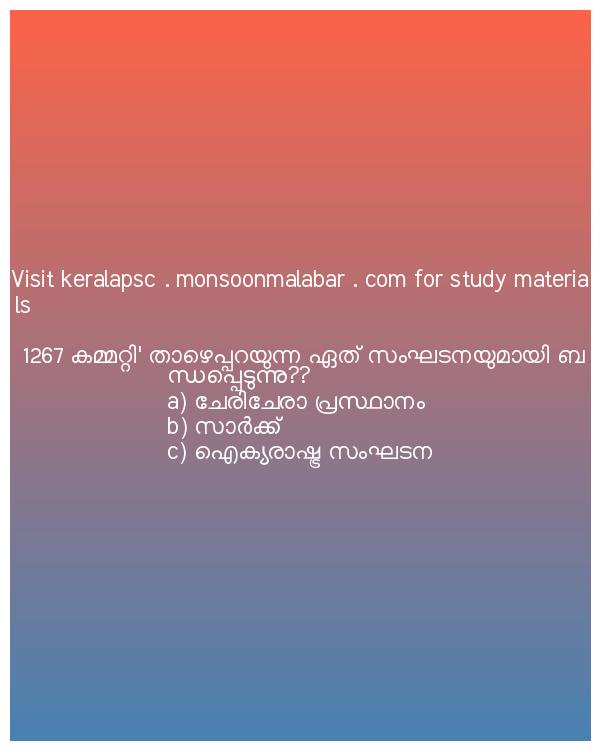 Visit keralapsc . monsoonmalabar . com for study materia
ls
1267 കമ്മറ്റി' താഴെപ്പറയുന്ന ഏത് സംഘടനയുമായി ബ
ന്ധപ്പെടുന്നു??
a) ചേരിചേരാ പ്രസ്ഥാനം
b) സാർക്ക്
c) ഐക്യരാഷ്ട്ര സംഘടന